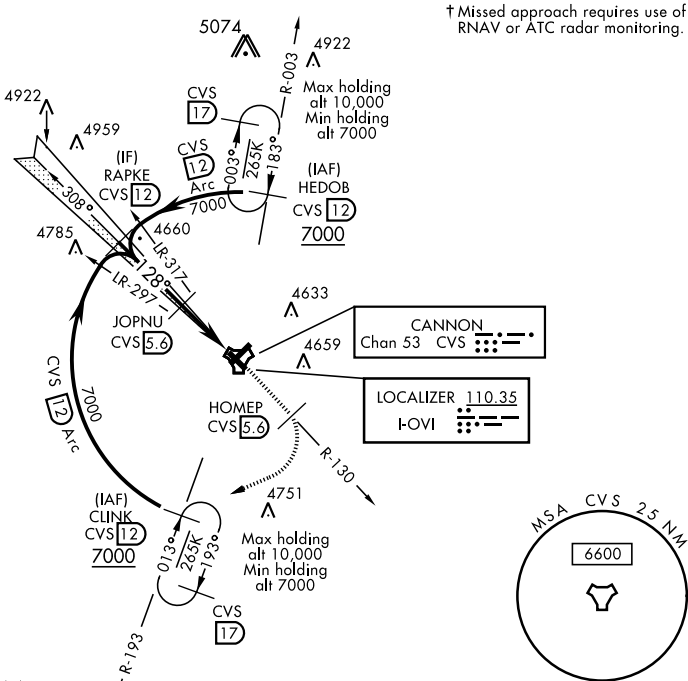 † Missed approach requires use of
RNAV or ATC radar monitoring.
5074
4922
R-003
CVS
17
Max holding
alt 10,000
Min holding
alt 7000
4922
4959
(IF)
RAPKE
CVS 12
CVS
12
Arc
7000
003°
265K
183°
(IAF)
HEDOB
CVS 12
7000
308°
4785
4660
LR-317
LR-297
128°
JOPNU
CVS 5.6
4633
4659
CANNON
Chan 53 CVS
LOCALIZER 110.35
I-OVI
CVS 12 Arc
7000
HOMEP
CVS 5.6
R-130
4751
(IAF)
CLINK
CVS 12
7000
013°
265K
193°
Max holding
alt 10,000
Min holding
alt 7000
CVS
17
R-193
MSA CVS 25 NM
6600